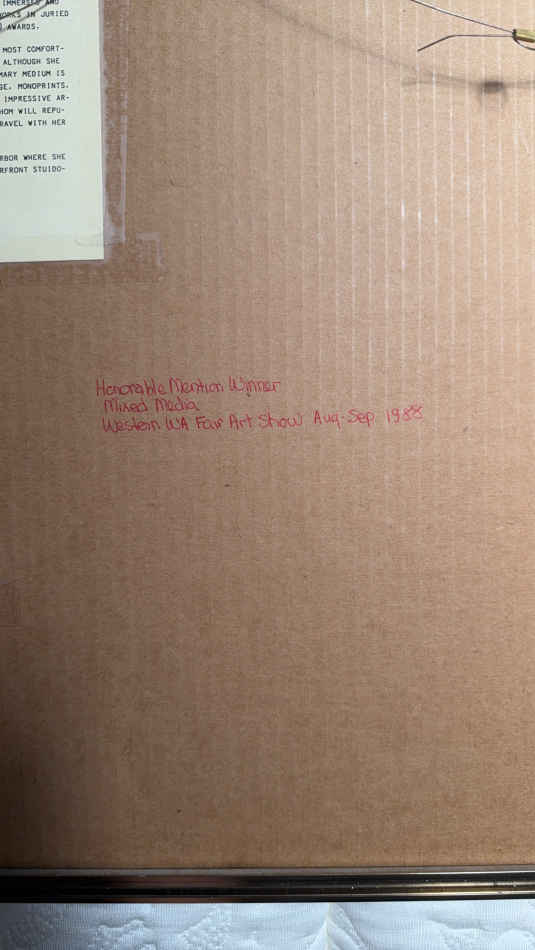 IMMERSED AND
WORKS IN JURIED
AWARDS.
MOST COMFORT-
ALTHOUGH SHE
MARY MEDIUM IS
GE, MONOPRINTS,
IMPRESSIVE AR-
HOM WILL REPU-
RAVEL WITH HER
RBOR WHERE SHE
RFRONT STUIDO-
Honorable Mention Winner
Mixed Media
Western WA Fair Art Show Aug-Sep. 1988